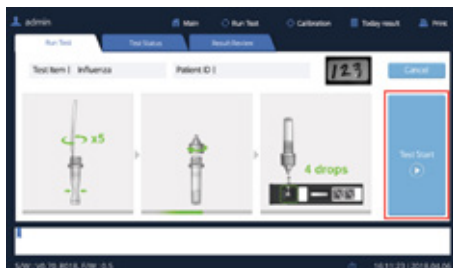 admin Main Run Test Calibration Today result Print
Run Test Test Status Result Review
Test Item | Influenza Patient ID | 123 Cancel
x5
4 drops
Test Start